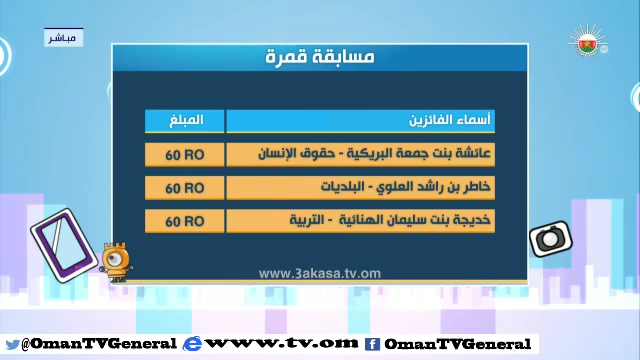 مباشر
مسابقة قمرة
أسماء الفائزين المبلغ
عائشة بنت جمعة البريكية - حقوق الإنسان 60 RO
خاطر بن راشد العلوي - البلديات 60 RO
خديجة بنت سليمان الهنائية - التربية 60 RO
www.3akasa.tv.om
@OmanTVGeneral www.tv.om OmanTVGeneral